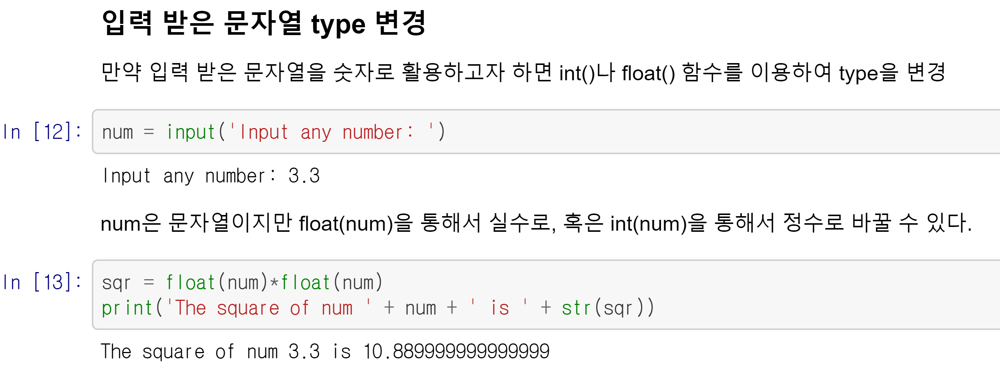 입력 받은 문자열 type 변경
만약 입력 받은 문자열을 숫자로 활용하고자 하면 int()나 float() 함수를 이용하여 type을 변경
In [12]: num = input('Input any number: ')
Input any number: 3.3
num은 문자열이지만 float(num)을 통해서 실수로, 혹은 int(num)을 통해서 정수로 바꿀 수 있다.
In [13]: sqr = float(num)*float(num)
print('The square of num ' + num + ' is ' + str(sqr))
The square of num 3.3 is 10.889999999999999